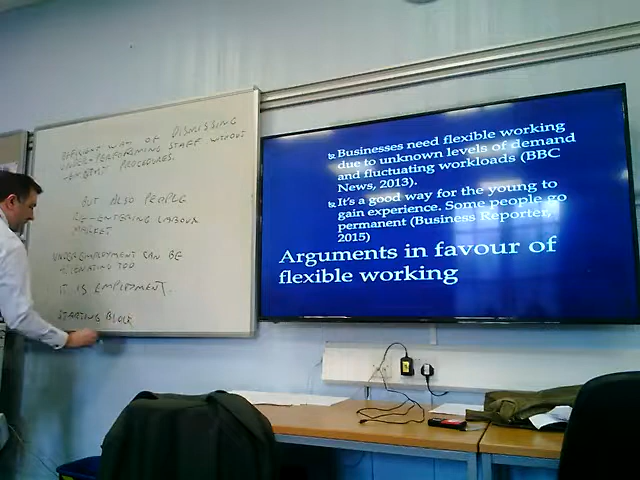 WAY OF DISMISSING
UNDER-PERFORMING STAFF WITHOUT
LENGTHY PROCEDURES.
BUT ALSO PEOPLE
RE-ENTERING LABOUR
MARKET
UNDEREMPLOYMENT CAN BE
ALIENATING TOO
IT IS EMPLOYMENT.
STARTING BLOCK
Businesses need flexible working
due to unknown levels of demand
and fluctuating workloads (BBC
News, 2013).
It's a good way for the young to
gain experience. Some people go
permanent (Business Reporter,
2015)
Arguments in favour of
flexible working